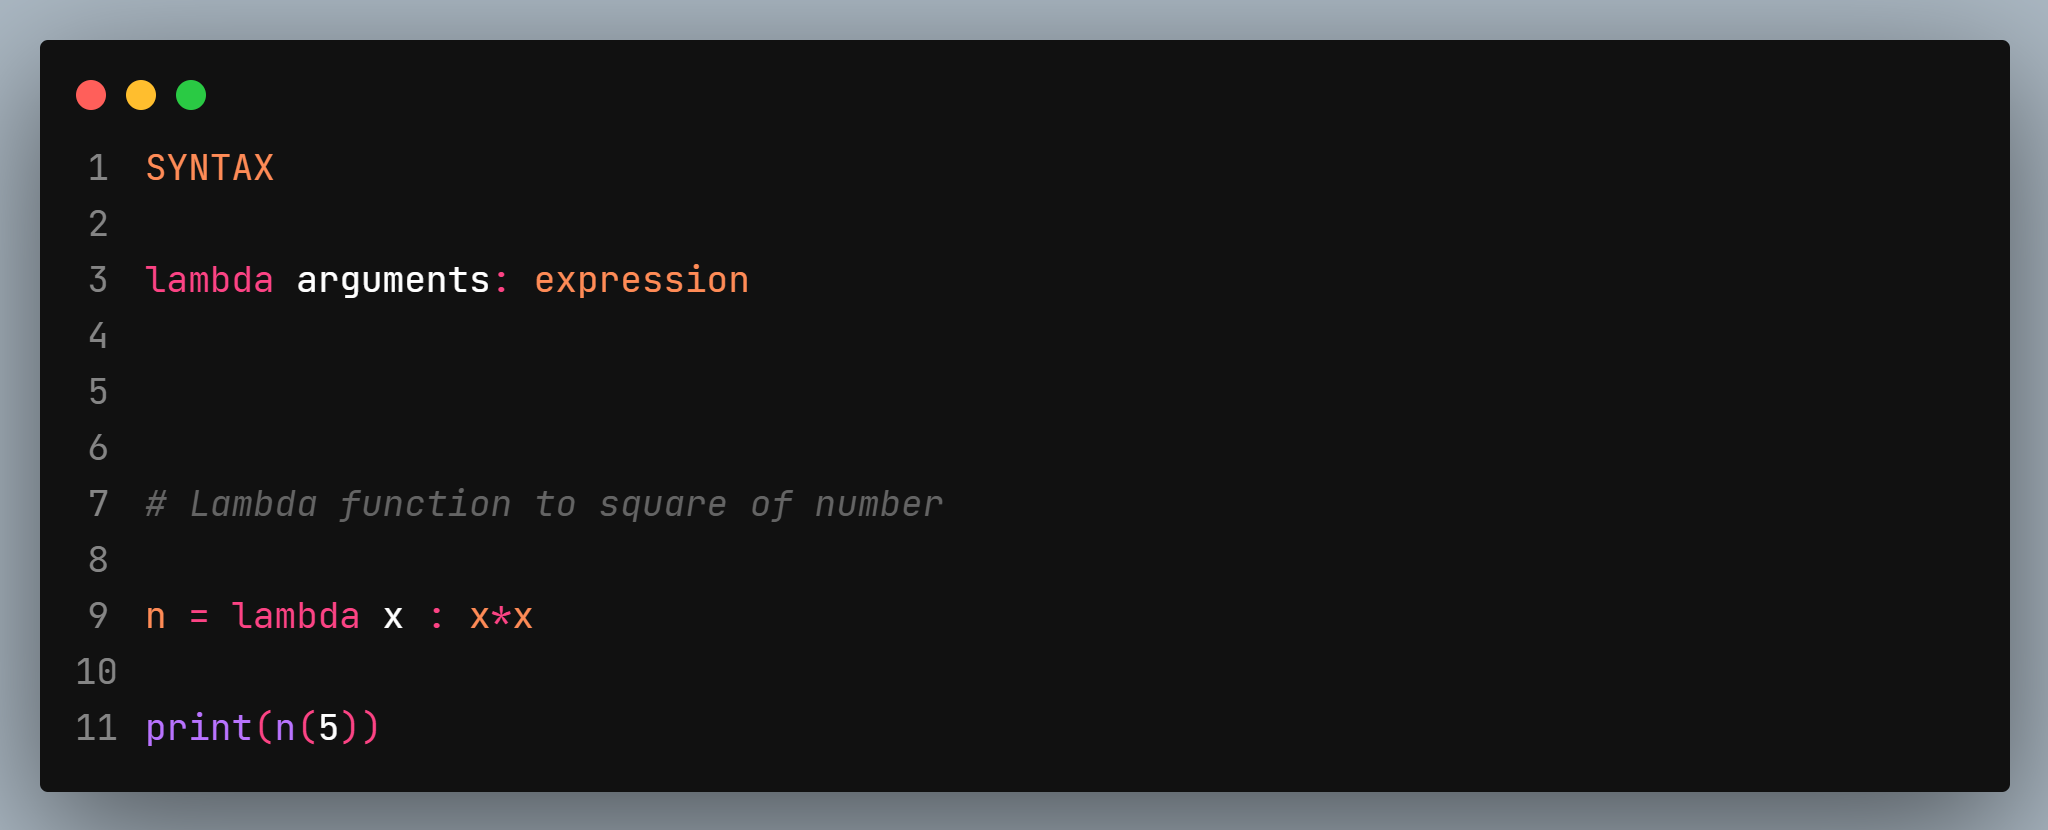 1 SYNTAX
2
3 lambda arguments: expression
4
5
6
7 # Lambda function to square of number
8
9 n = lambda x : x*x
10
11 print(n(5))